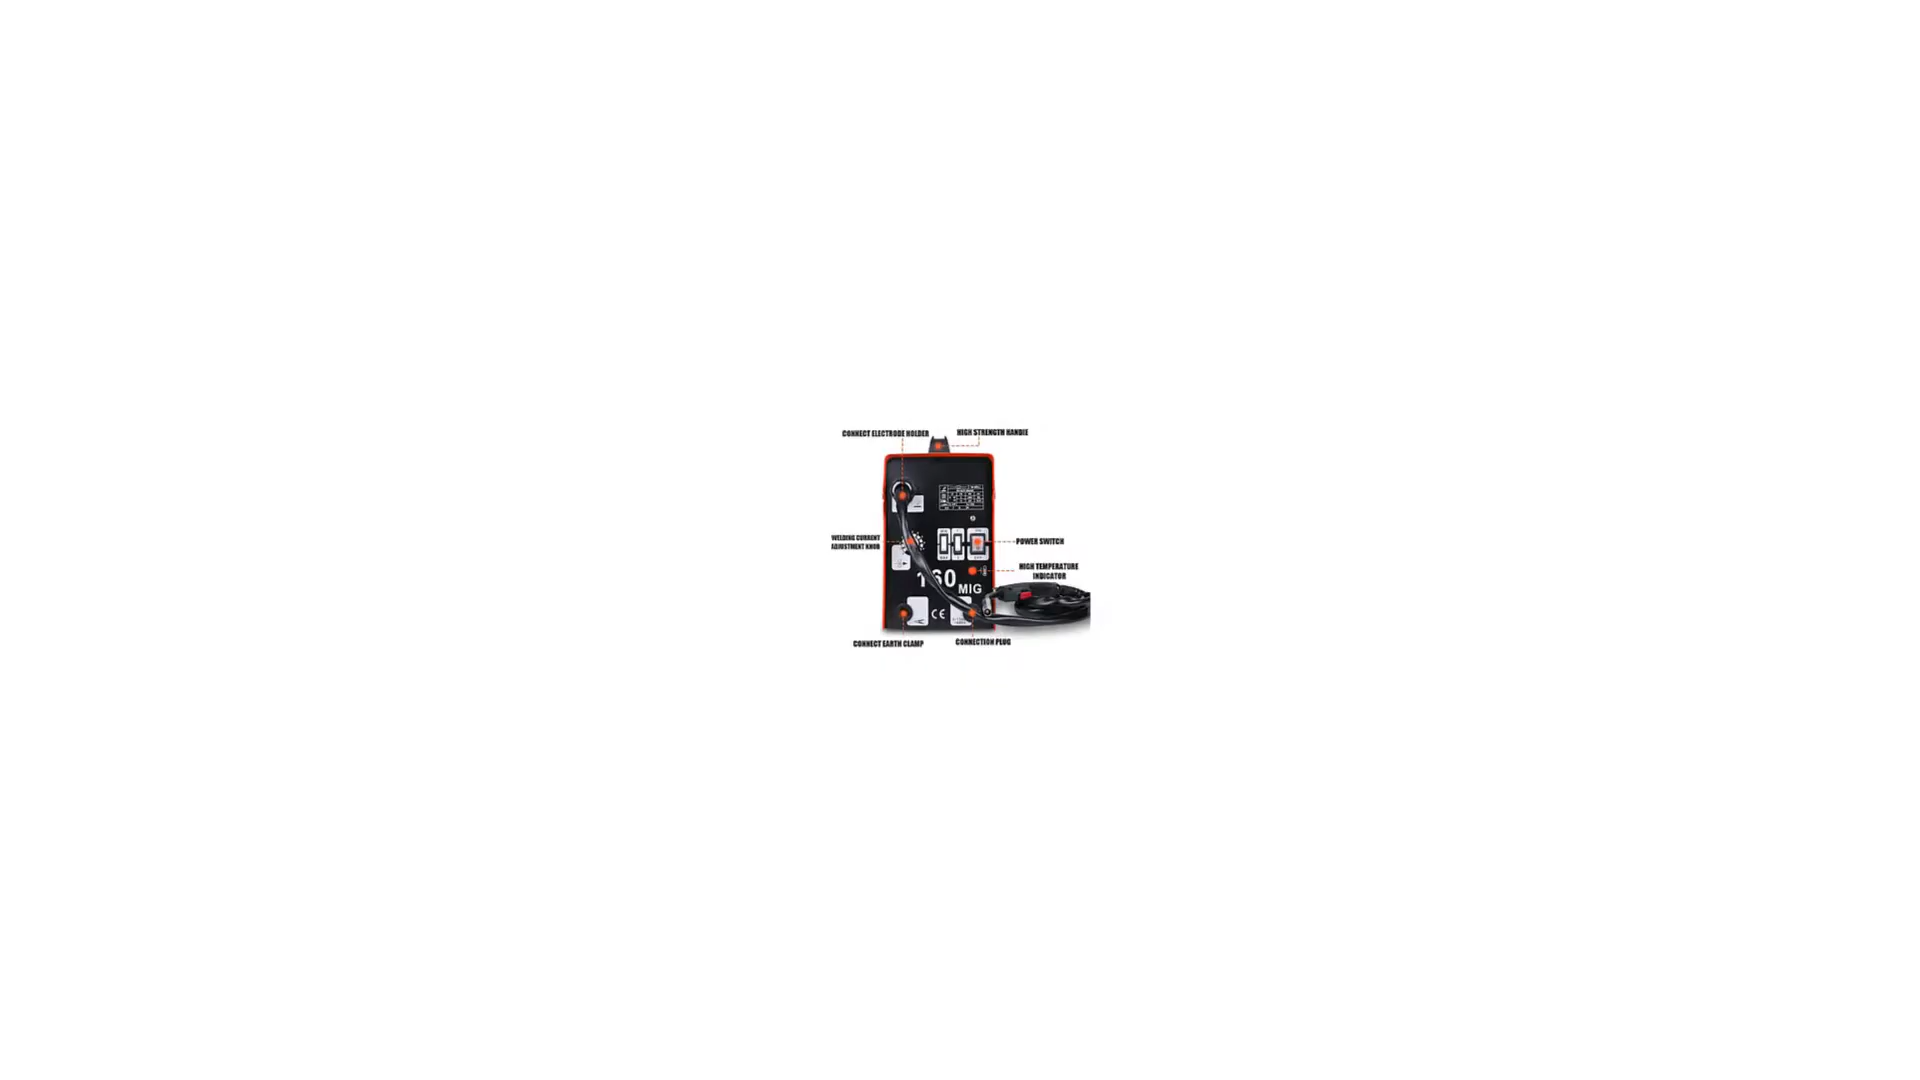 CONNECT ELECTRODE HOLDER
HIGH STRENGTH HANDLE
WELDING CURRENT
ADJUSTMENT KNOB
POWER SWITCH
HIGH TEMPERATURE
INDICATOR
160
MIG
CE
CONNECT EARTH CLAMP
CONNECTION PLUG